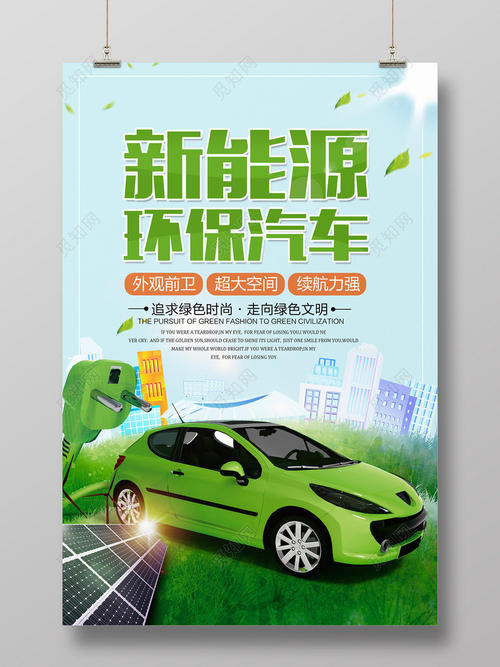 新能源
环保汽车
外观前卫 超大空间 续航力强
追求绿色时尚·走向绿色文明
THE PURSUIT OF GREEN FASHION TO GREEN CIVILIZATION
IF YOU WERE A TEARDROP;IN MY EYE, FOR FEAR OF LOSING YOU,I WOULD NE
VER CRY. AND IF THE GOLDEN SUN,SHOULD CEASE TO SHINE ITS LIGHT, JUST ONE SMILE FROM YOU,WOULD
MAKE MY WHOLE WORLD BRIGHT.IF YOU WERE A TEARDROP;IN MY EYE,
FOR FEAR OF LOSING YOY.
觅知网